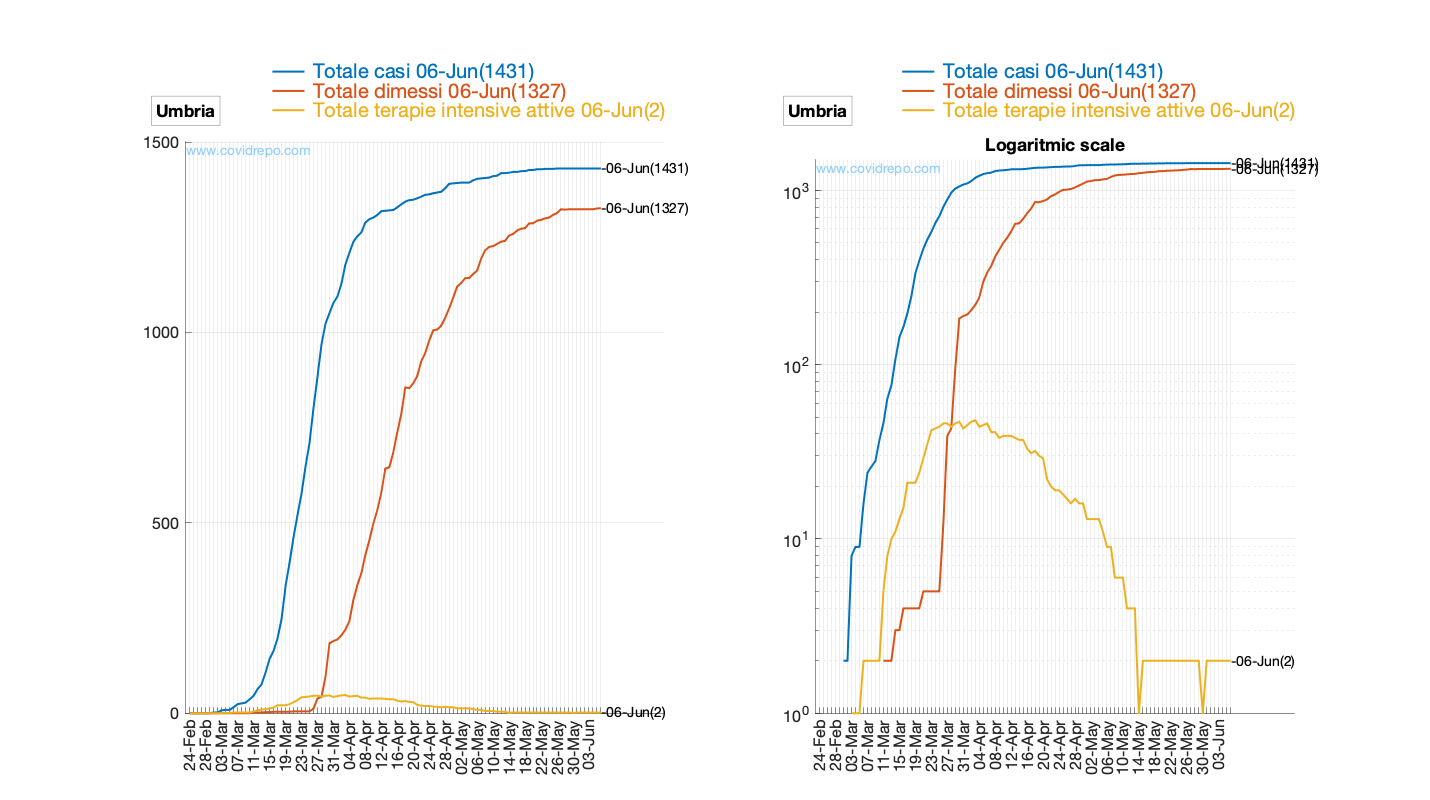 Totale casi 06-Jun(1431)
Totale dimessi 06-Jun(1327)
Totale terapie intensive attive 06-Jun(2)
Umbria
www.covidrepo.com
1500
1000
500
0
-06-Jun(1431)
-06-Jun(1327)
-06-Jun(2)
24-Feb
28-Feb
03-Mar
07-Mar
11-Mar
15-Mar
19-Mar
23-Mar
27-Mar
31-Mar
04-Apr
08-Apr
12-Apr
16-Apr
20-Apr
24-Apr
28-Apr
02-May
06-May
10-May
14-May
18-May
22-May
26-May
30-May
03-Jun
Totale casi 06-Jun(1431)
Totale dimessi 06-Jun(1327)
Totale terapie intensive attive 06-Jun(2)
Umbria
Logaritmic scale
www.covidrepo.com
10³
10²
10¹
10⁰
-06-Jun(1431)
-06-Jun(1327)
-06-Jun(2)
24-Feb
28-Feb
03-Mar
07-Mar
11-Mar
15-Mar
19-Mar
23-Mar
27-Mar
31-Mar
04-Apr
08-Apr
12-Apr
16-Apr
20-Apr
24-Apr
28-Apr
02-May
06-May
10-May
14-May
18-May
22-May
26-May
30-May
03-Jun